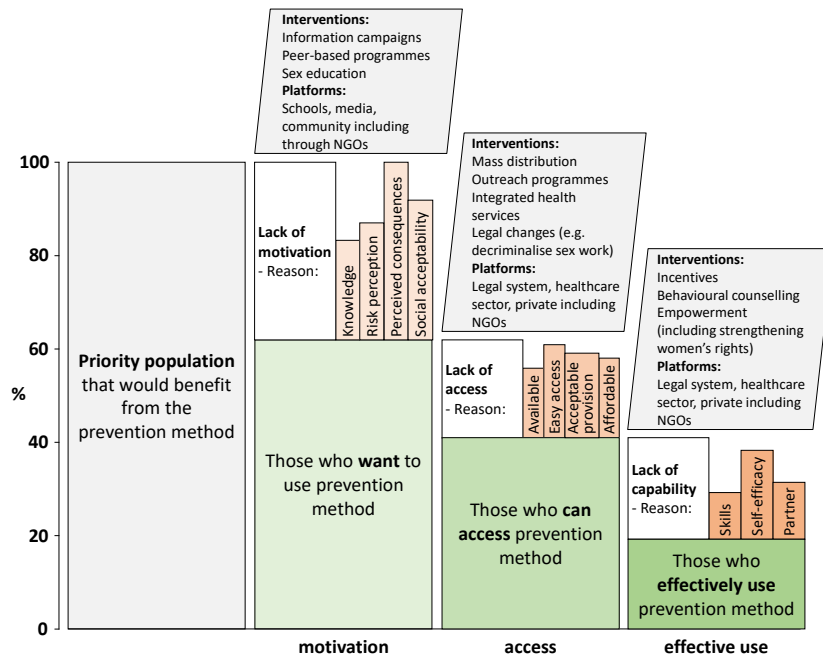 Interventions:
Information campaigns
Peer-based programmes
Sex education
Platforms:
Schools, media,
community including
through NGOs
Interventions:
Mass distribution
Outreach programmes
Integrated health
services
Legal changes (e.g.
decriminalise sex work)
Platforms:
Legal system, healthcare
sector, private including
NGOs
Interventions:
Incentives
Behavioural counselling
Empowerment
(including strengthening
women's rights)
Platforms:
Legal system, healthcare
sector, private including
NGOs
%
100
80
60
40
20
0
Priority population
that would benefit
from the
prevention method
Lack of
motivation
- Reason:
Knowledge
Risk perception
Perceived consequences
Social acceptability
Those who want to
use prevention
method
Lack of
access
- Reason:
Available
Easy access
Acceptable
provision
Affordable
Those who can
access prevention
method
Lack of
capability
- Reason:
Skills
Self-efficacy
Partner
Those who
effectively use
prevention method
motivation
access
effective use